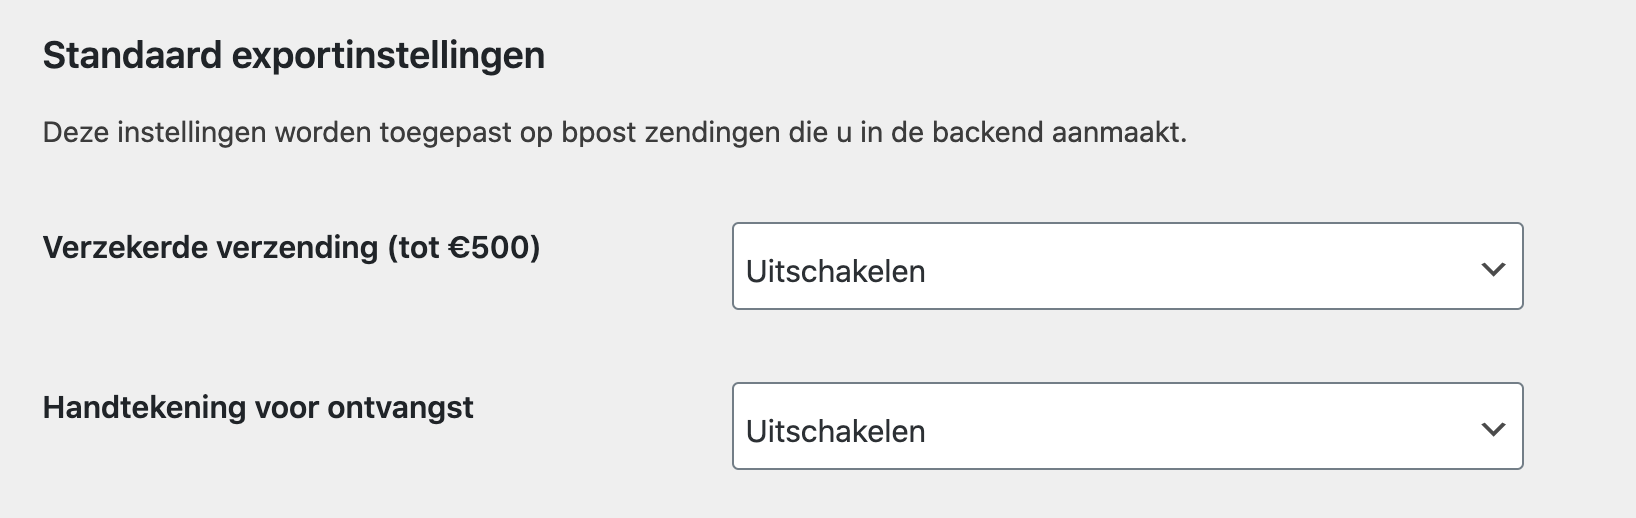 Standaard exportinstellingen
Deze instellingen worden toegepast op bpost zendingen die u in de backend aanmaakt.
Verzekerde verzending (tot €500)
Uitschakelen
Handtekening voor ontvangst
Uitschakelen